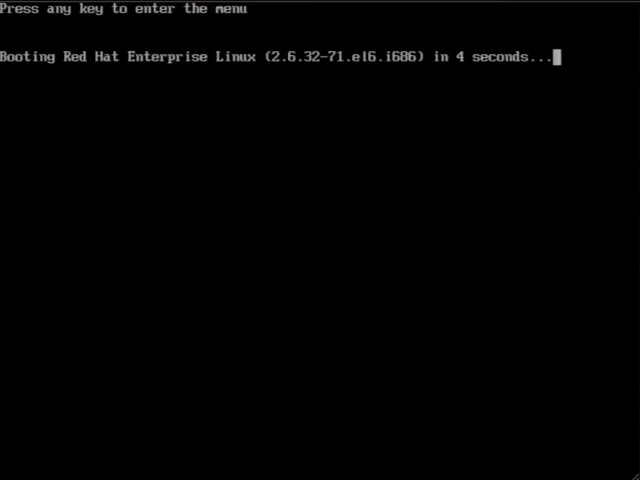 Press any key to enter the menu
Booting Red Hat Enterprise Linux (2.6.32-71.el6.i686) in 4 seconds...